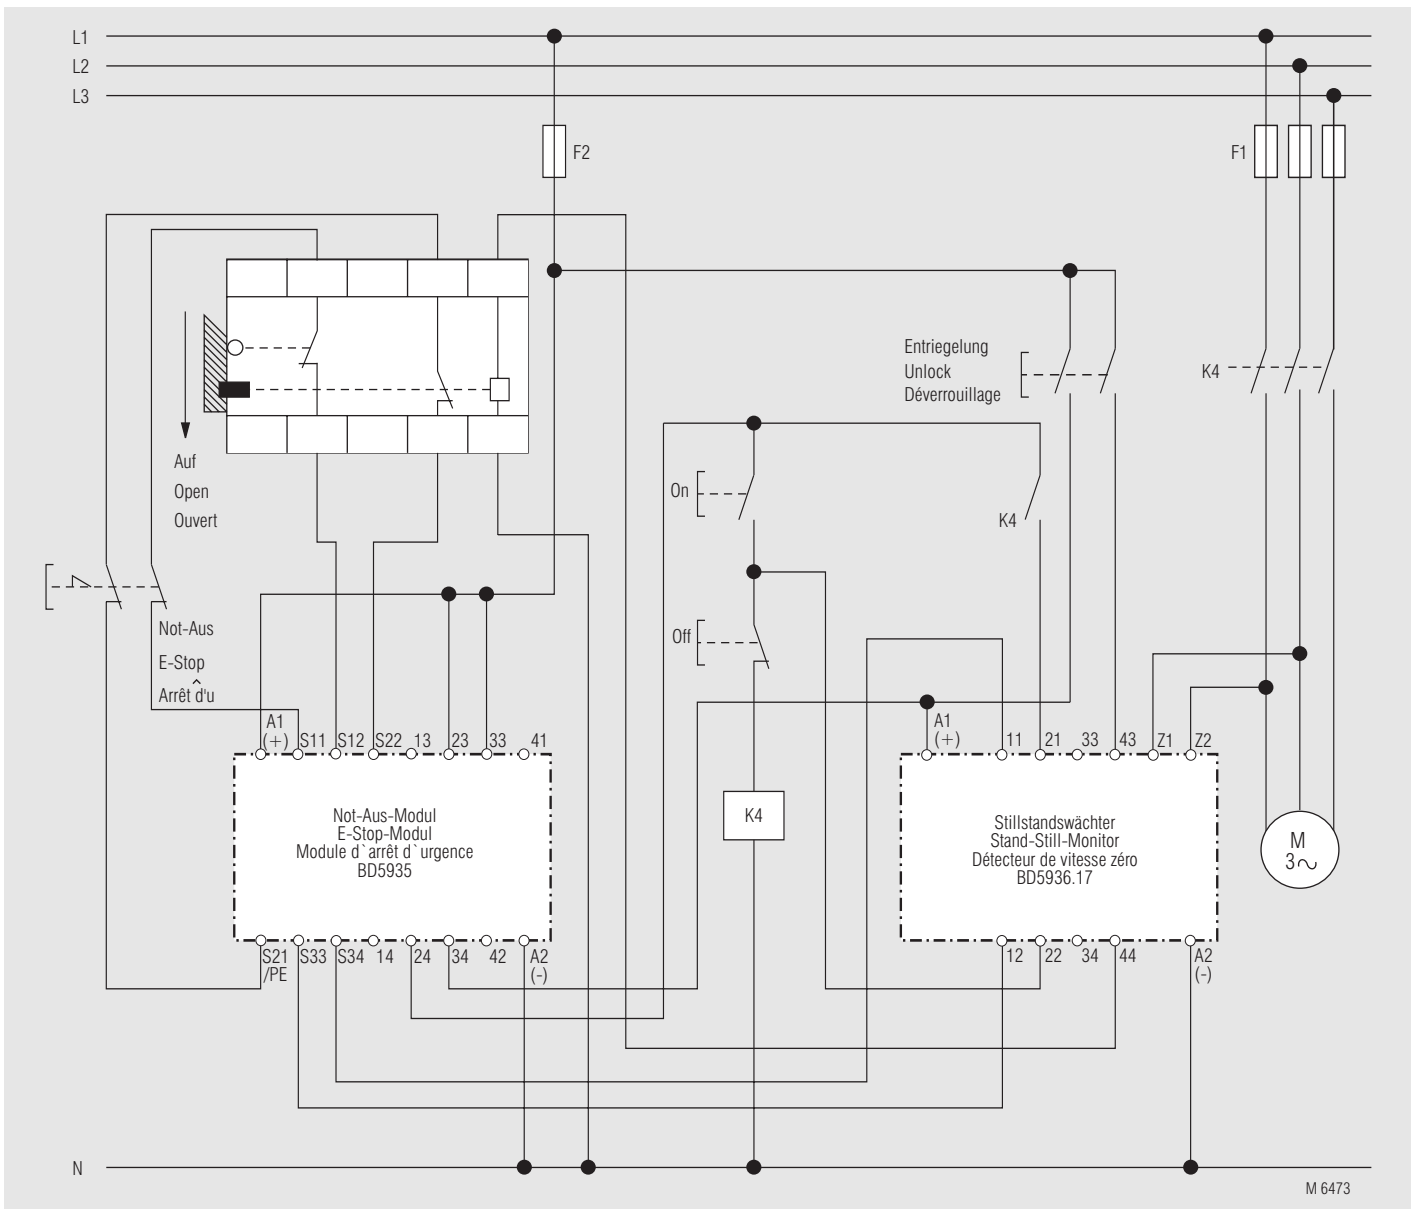 L1
L2
L3
F2
F1
Entriegelung
Unlock
Déverrouillage
K4
Auf
Open
Ouvert
On
K4
Not-Aus
E-Stop
Arrêt d'u
Off
A1
(+) S11 S12 S22 13 23 33 41
A1
(+) 11 21 33 43 Z1 Z2
Not-Aus-Modul
E-Stop-Modul
Module d`arrêt d`urgence
BD5935
K4
Stillstandswächter
Stand-Still-Monitor
Détecteur de vitesse zéro
BD5936.17
M
3∼
S21 S33 S34 14 24 34 42 A2
/PE (-)
12 22 34 44 A2
(-)
N
M 6473